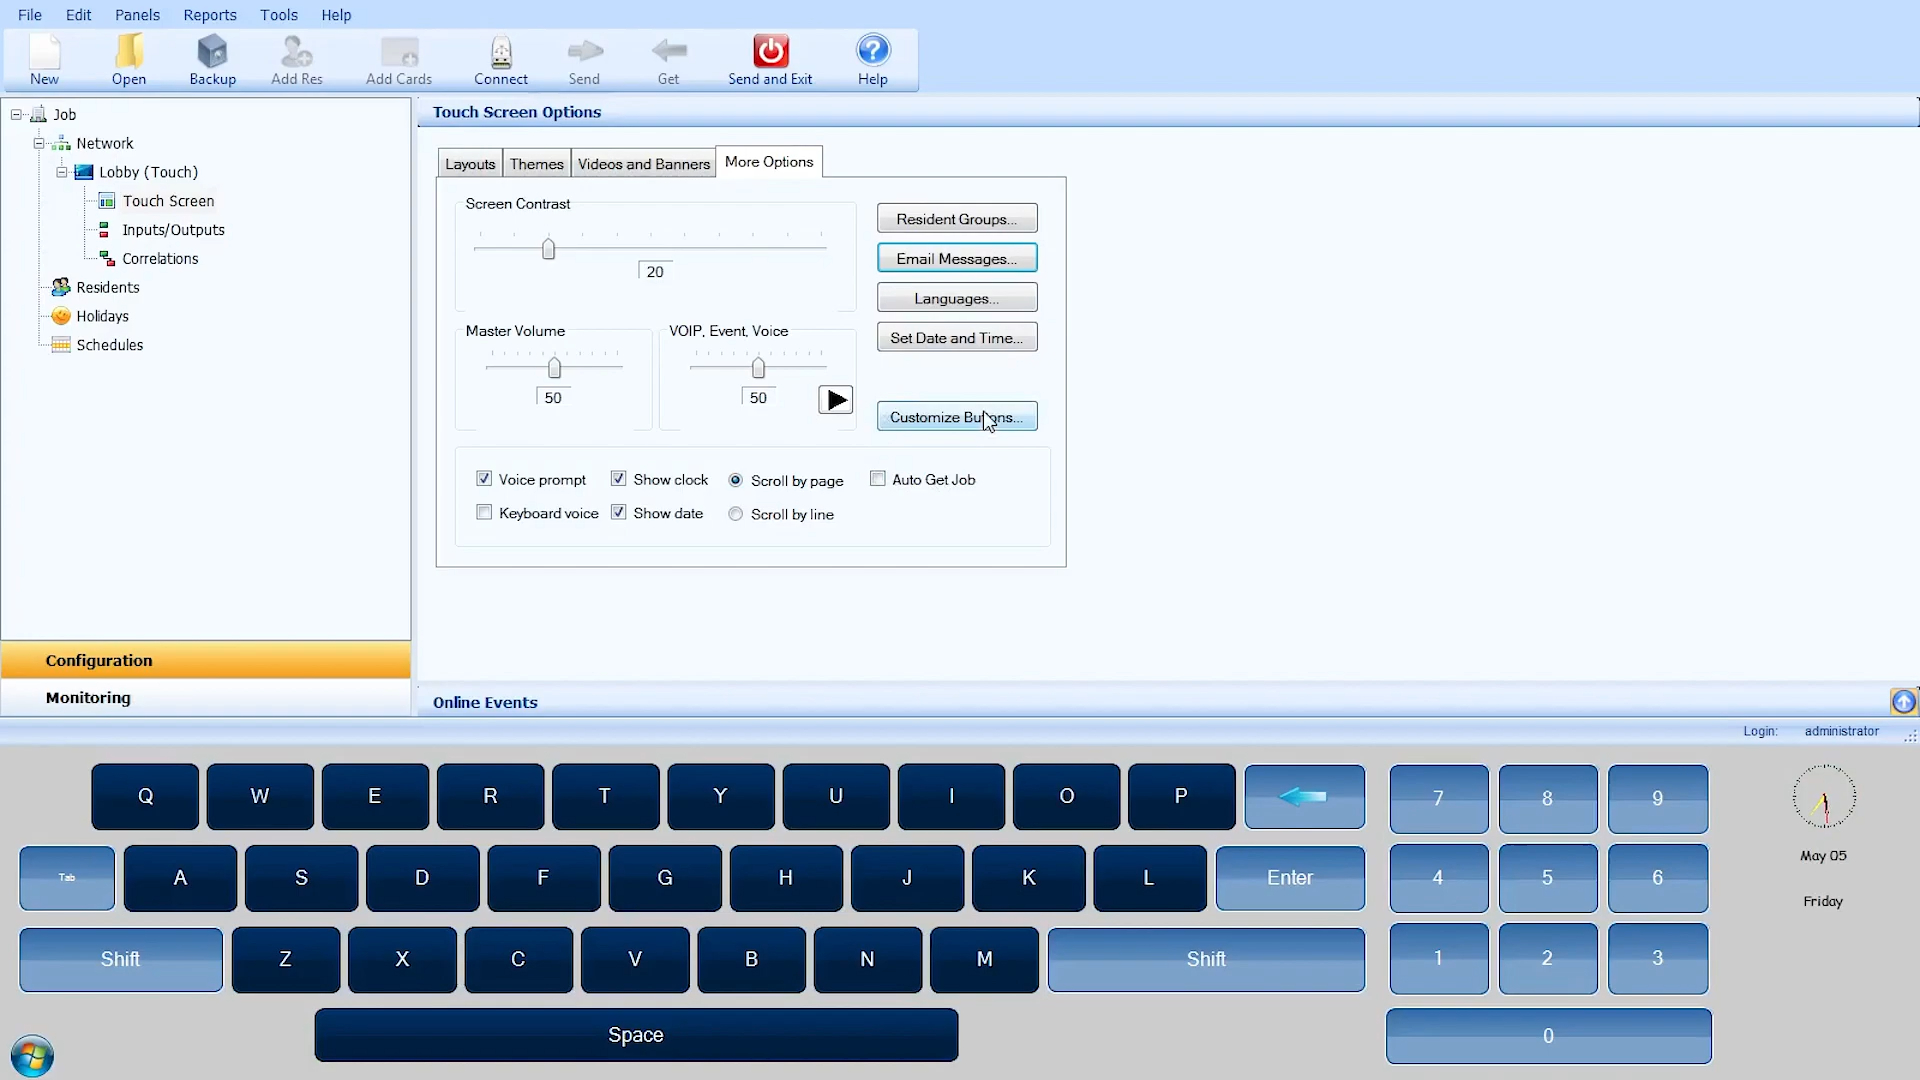 File Edit Panels Reports Tools Help
New Open Backup Add Res Add Cards Connect Send Get Send and Exit Help
Job
Network
Lobby (Touch)
Touch Screen
Inputs/Outputs
Correlations
Residents
Holidays
Schedules
Configuration
Monitoring
Touch Screen Options
Layouts Themes Videos and Banners More Options
Screen Contrast
20
Master Volume
50
VOIP, Event, Voice
50
Resident Groups...
Email Messages...
Languages...
Set Date and Time...
Customize Buttons...
Voice prompt Show clock Scroll by page Auto Get Job
Keyboard voice Show date Scroll by line
Online Events
Login: administrator
Q W E R T Y U I O P 7 8 9
Tab A S D F G H J K L Enter 4 5 6
Shift Z X C V B N M Shift 1 2 3
Space 0
May 05
Friday